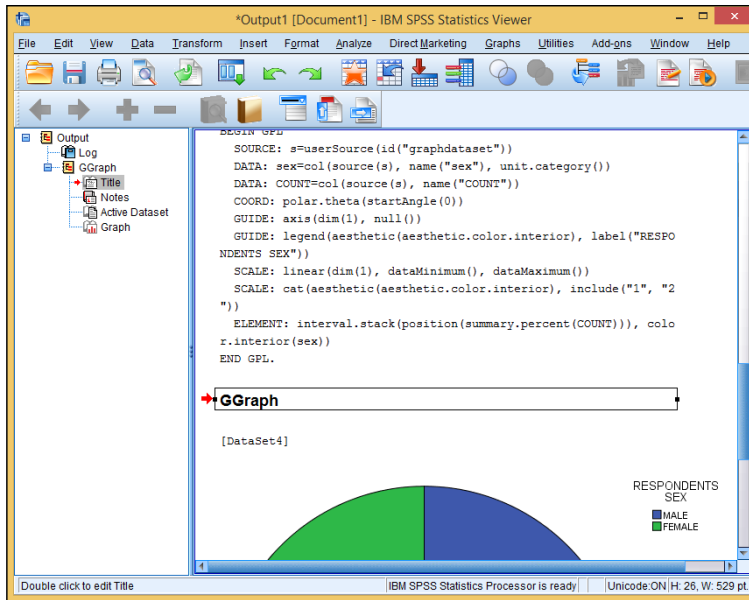 *Output1 [Document1] - IBM SPSS Statistics Viewer
File Edit View Data Transform Insert Format Analyze Direct Marketing Graphs Utilities Add-ons Window Help
Output
Log
GGraph
Title
Notes
Active Dataset
Graph
BEGIN GPL
SOURCE: s=userSource(id("graphdataset"))
DATA: sex=col(source(s), name("sex"), unit.category())
DATA: COUNT=col(source(s), name("COUNT"))
COORD: polar.theta(startAngle(0))
GUIDE: axis(dim(1), null())
GUIDE: legend(aesthetic(aesthetic.color.interior), label("RESPO
NDENTS SEX"))
SCALE: linear(dim(1), dataMinimum(), dataMaximum())
SCALE: cat(aesthetic(aesthetic.color.interior), include("1", "2
"))
ELEMENT: interval.stack(position(summary.percent(COUNT))), colo
r.interior(sex))
END GPL.
GGraph
[DataSet4]
RESPONDENTS
SEX
MALE
FEMALE
Double click to edit Title
IBM SPSS Statistics Processor is ready
Unicode:ON
H: 26, W: 529 pt.